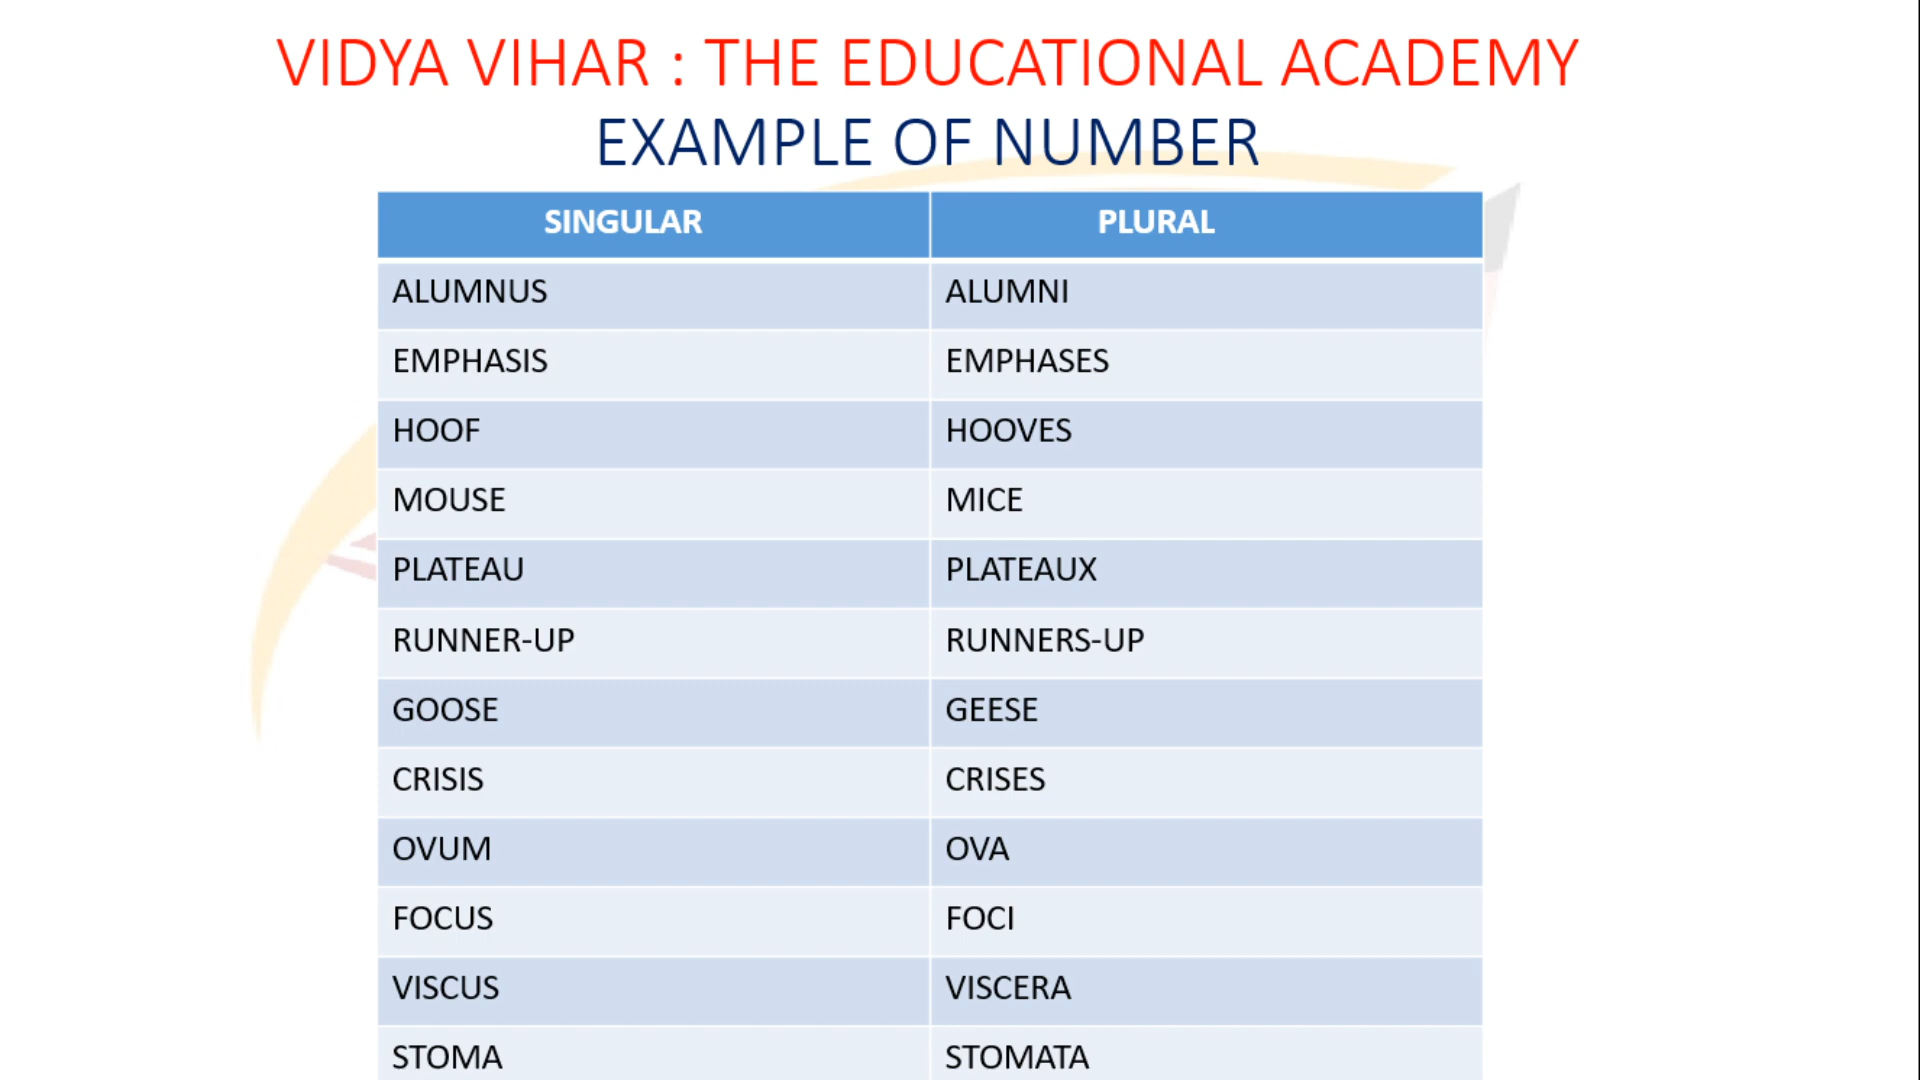 VIDYA VIHAR : THE EDUCATIONAL ACADEMY
EXAMPLE OF NUMBER
SINGULAR PLURAL
ALUMNUS ALUMNI
EMPHASIS EMPHASES
HOOF HOOVES
MOUSE MICE
PLATEAU PLATEAUX
RUNNER-UP RUNNERS-UP
GOOSE GEESE
CRISIS CRISES
OVUM OVA
FOCUS FOCI
VISCUS VISCERA
STOMA STOMATA